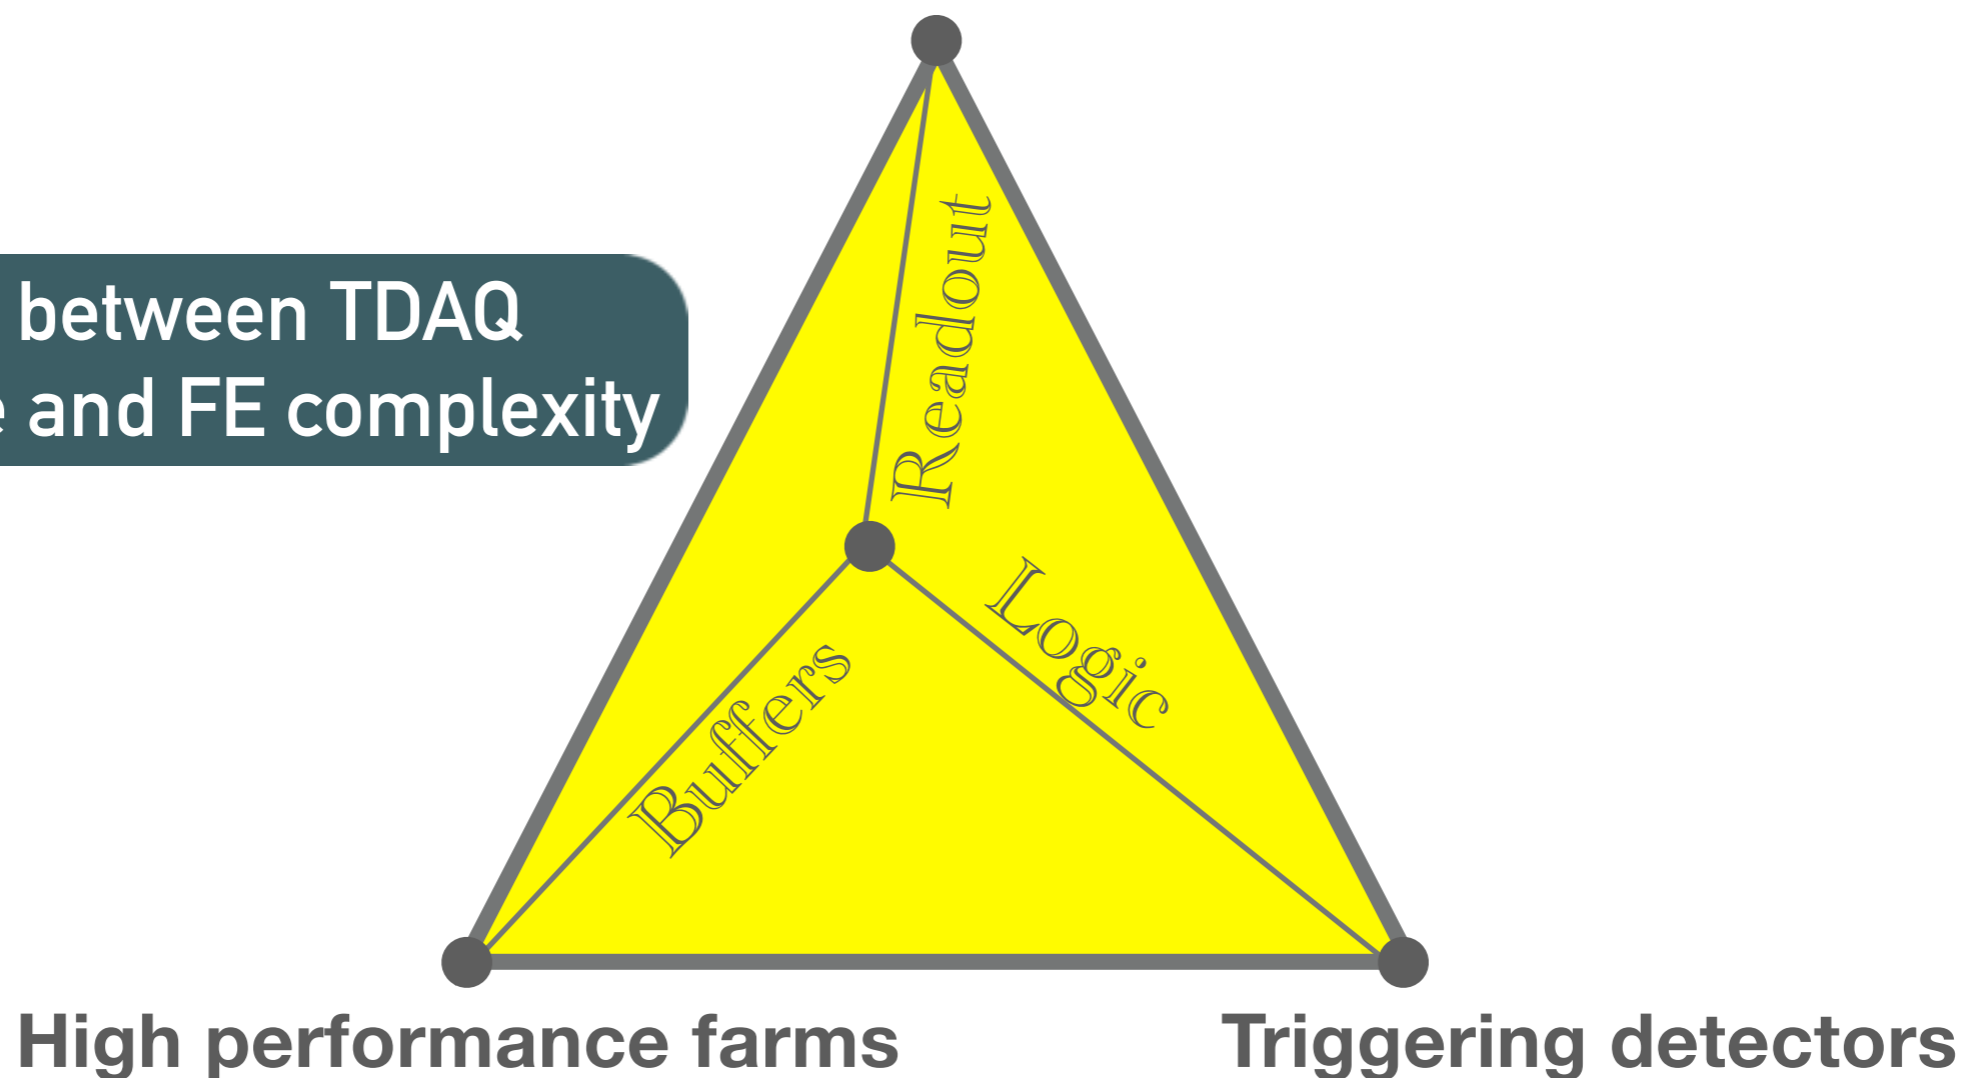 between TDAQ
and FE complexity
Readout
Logic
Buffers
High performance farms
Triggering detectors